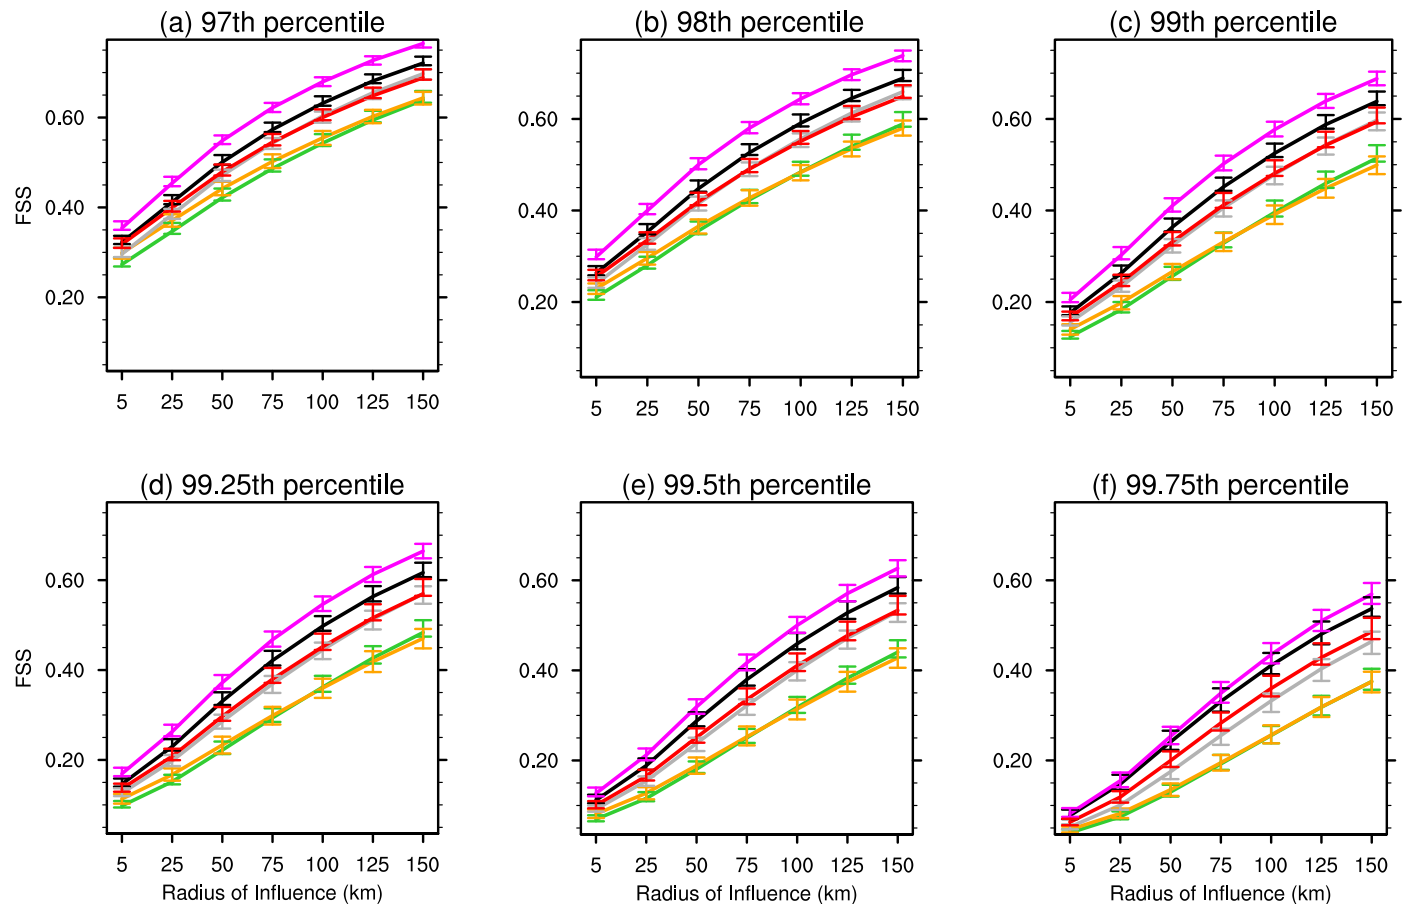 (a) 97th percentile
(b) 98th percentile
(c) 99th percentile
0.60
0.40
0.20
FSS
5 25 50 75 100 125 150
0.60
0.40
0.20
5 25 50 75 100 125 150
0.60
0.40
0.20
5 25 50 75 100 125 150
(d) 99.25th percentile
(e) 99.5th percentile
(f) 99.75th percentile
0.60
0.40
0.20
FSS
5 25 50 75 100 125 150
Radius of Influence (km)
0.60
0.40
0.20
5 25 50 75 100 125 150
Radius of Influence (km)
0.60
0.40
0.20
5 25 50 75 100 125 150
Radius of Influence (km)